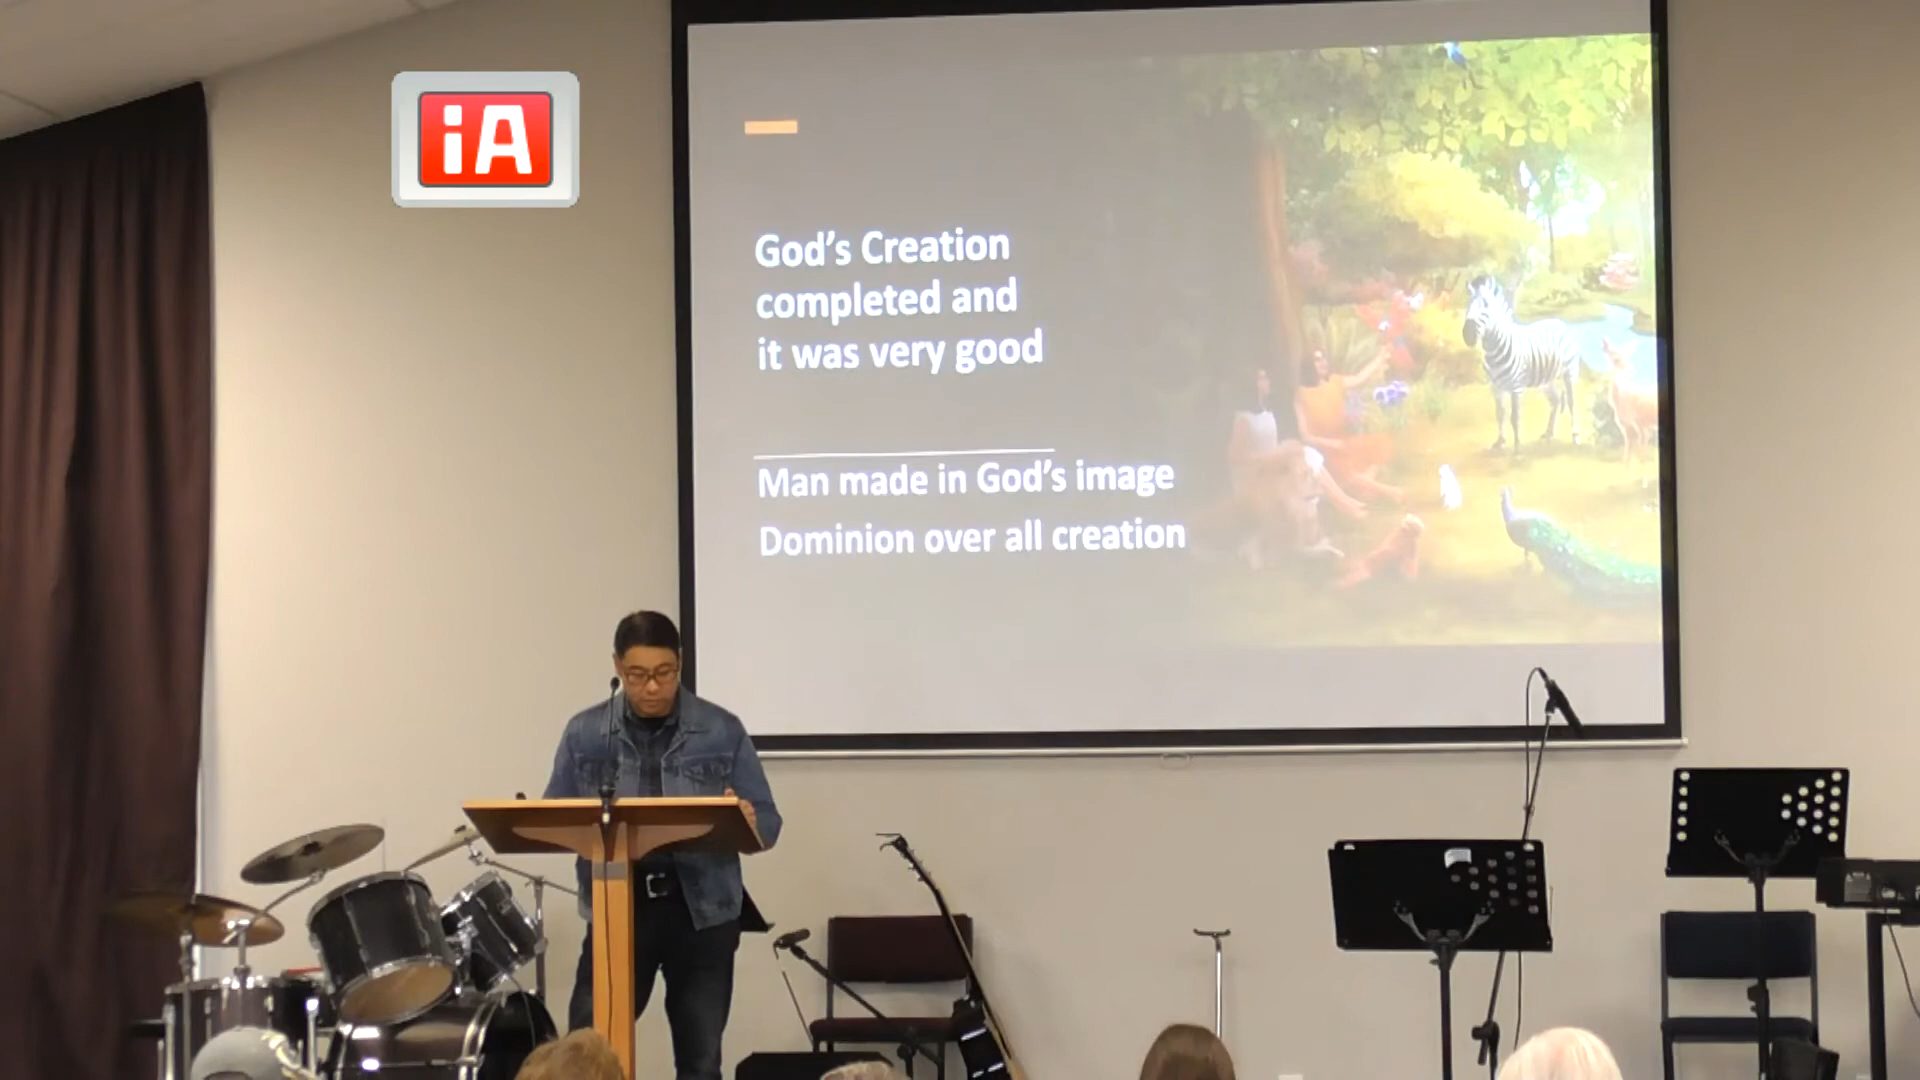 iA
God's Creation
completed and
it was very good
Man made in God's image
Dominion over all creation